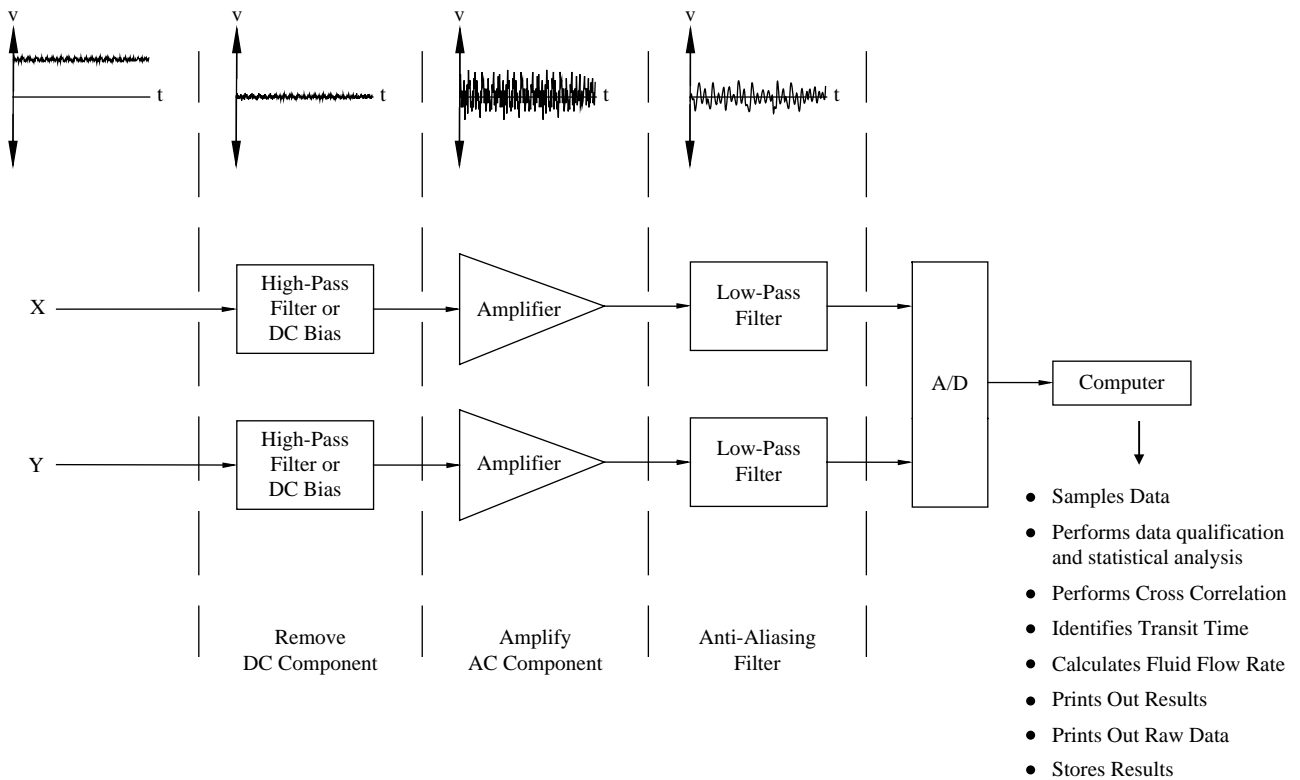 v
v
v
v
t
t
t
t
X
High-Pass
Filter or
DC Bias
Amplifier
Low-Pass
Filter
A/D
Computer
Y
High-Pass
Filter or
DC Bias
Amplifier
Low-Pass
Filter
Remove
DC Component
Amplify
AC Component
Anti-Aliasing
Filter
● Samples Data
● Performs data qualification
and statistical analysis
● Performs Cross Correlation
● Identifies Transit Time
● Calculates Fluid Flow Rate
● Prints Out Results
● Prints Out Raw Data
● Stores Results